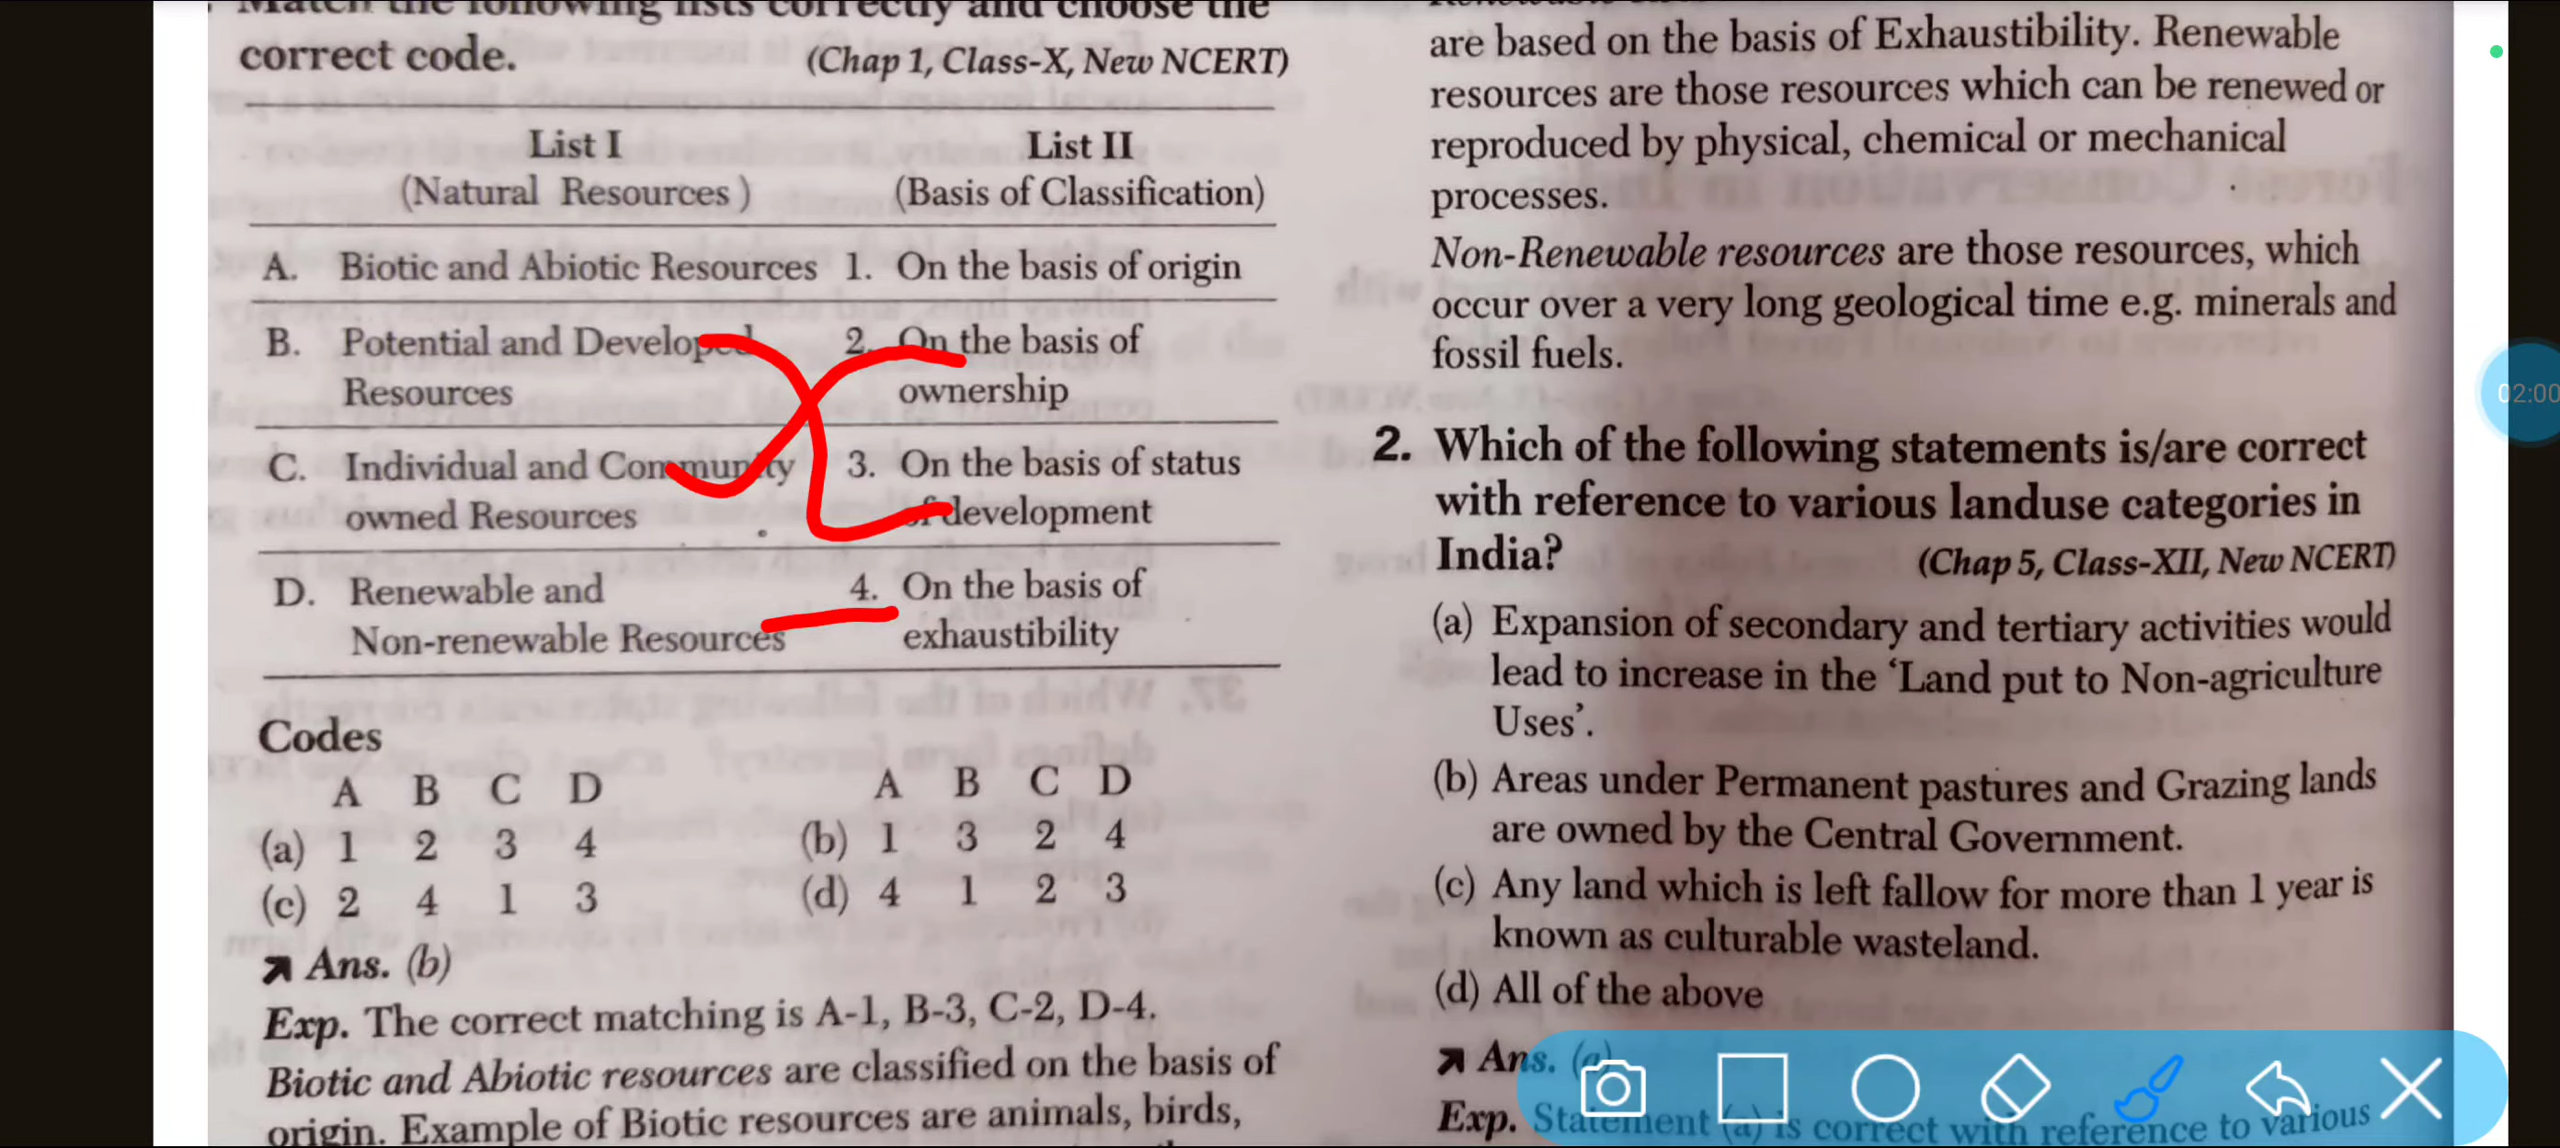 Match the following lists correctly and choose the
correct code. (Chap 1, Class-X, New NCERT)
List I List II
(Natural Resources) (Basis of Classification)
A. Biotic and Abiotic Resources 1. On the basis of origin
B. Potential and Developed 2. On the basis of
Resources ownership
C. Individual and Community 3. On the basis of status
owned Resources of development
D. Renewable and 4. On the basis of
Non-renewable Resources exhaustibility
Codes
A B C D A B C D
(a) 1 2 3 4 (b) 1 3 2 4
(c) 2 4 1 3 (d) 4 1 2 3
Ans. (b)
Exp. The correct matching is A-1, B-3, C-2, D-4.
Biotic and Abiotic resources are classified on the basis of
origin. Example of Biotic resources are animals, birds,
are based on the basis of Exhaustibility. Renewable
resources are those resources which can be renewed or
reproduced by physical, chemical or mechanical
processes.
Non-Renewable resources are those resources, which
occur over a very long geological time e.g. minerals and
fossil fuels.
2. Which of the following statements is/are correct
with reference to various landuse categories in
India? (Chap 5, Class-XII, New NCERT)
(a) Expansion of secondary and tertiary activities would
lead to increase in the ‘Land put to Non-agriculture
Uses’.
(b) Areas under Permanent pastures and Grazing lands
are owned by the Central Government.
(c) Any land which is left fallow for more than 1 year is
known as culturable wasteland.
(d) All of the above
Ans. (a)
Exp. Statement (a) is correct with reference to various
02:00